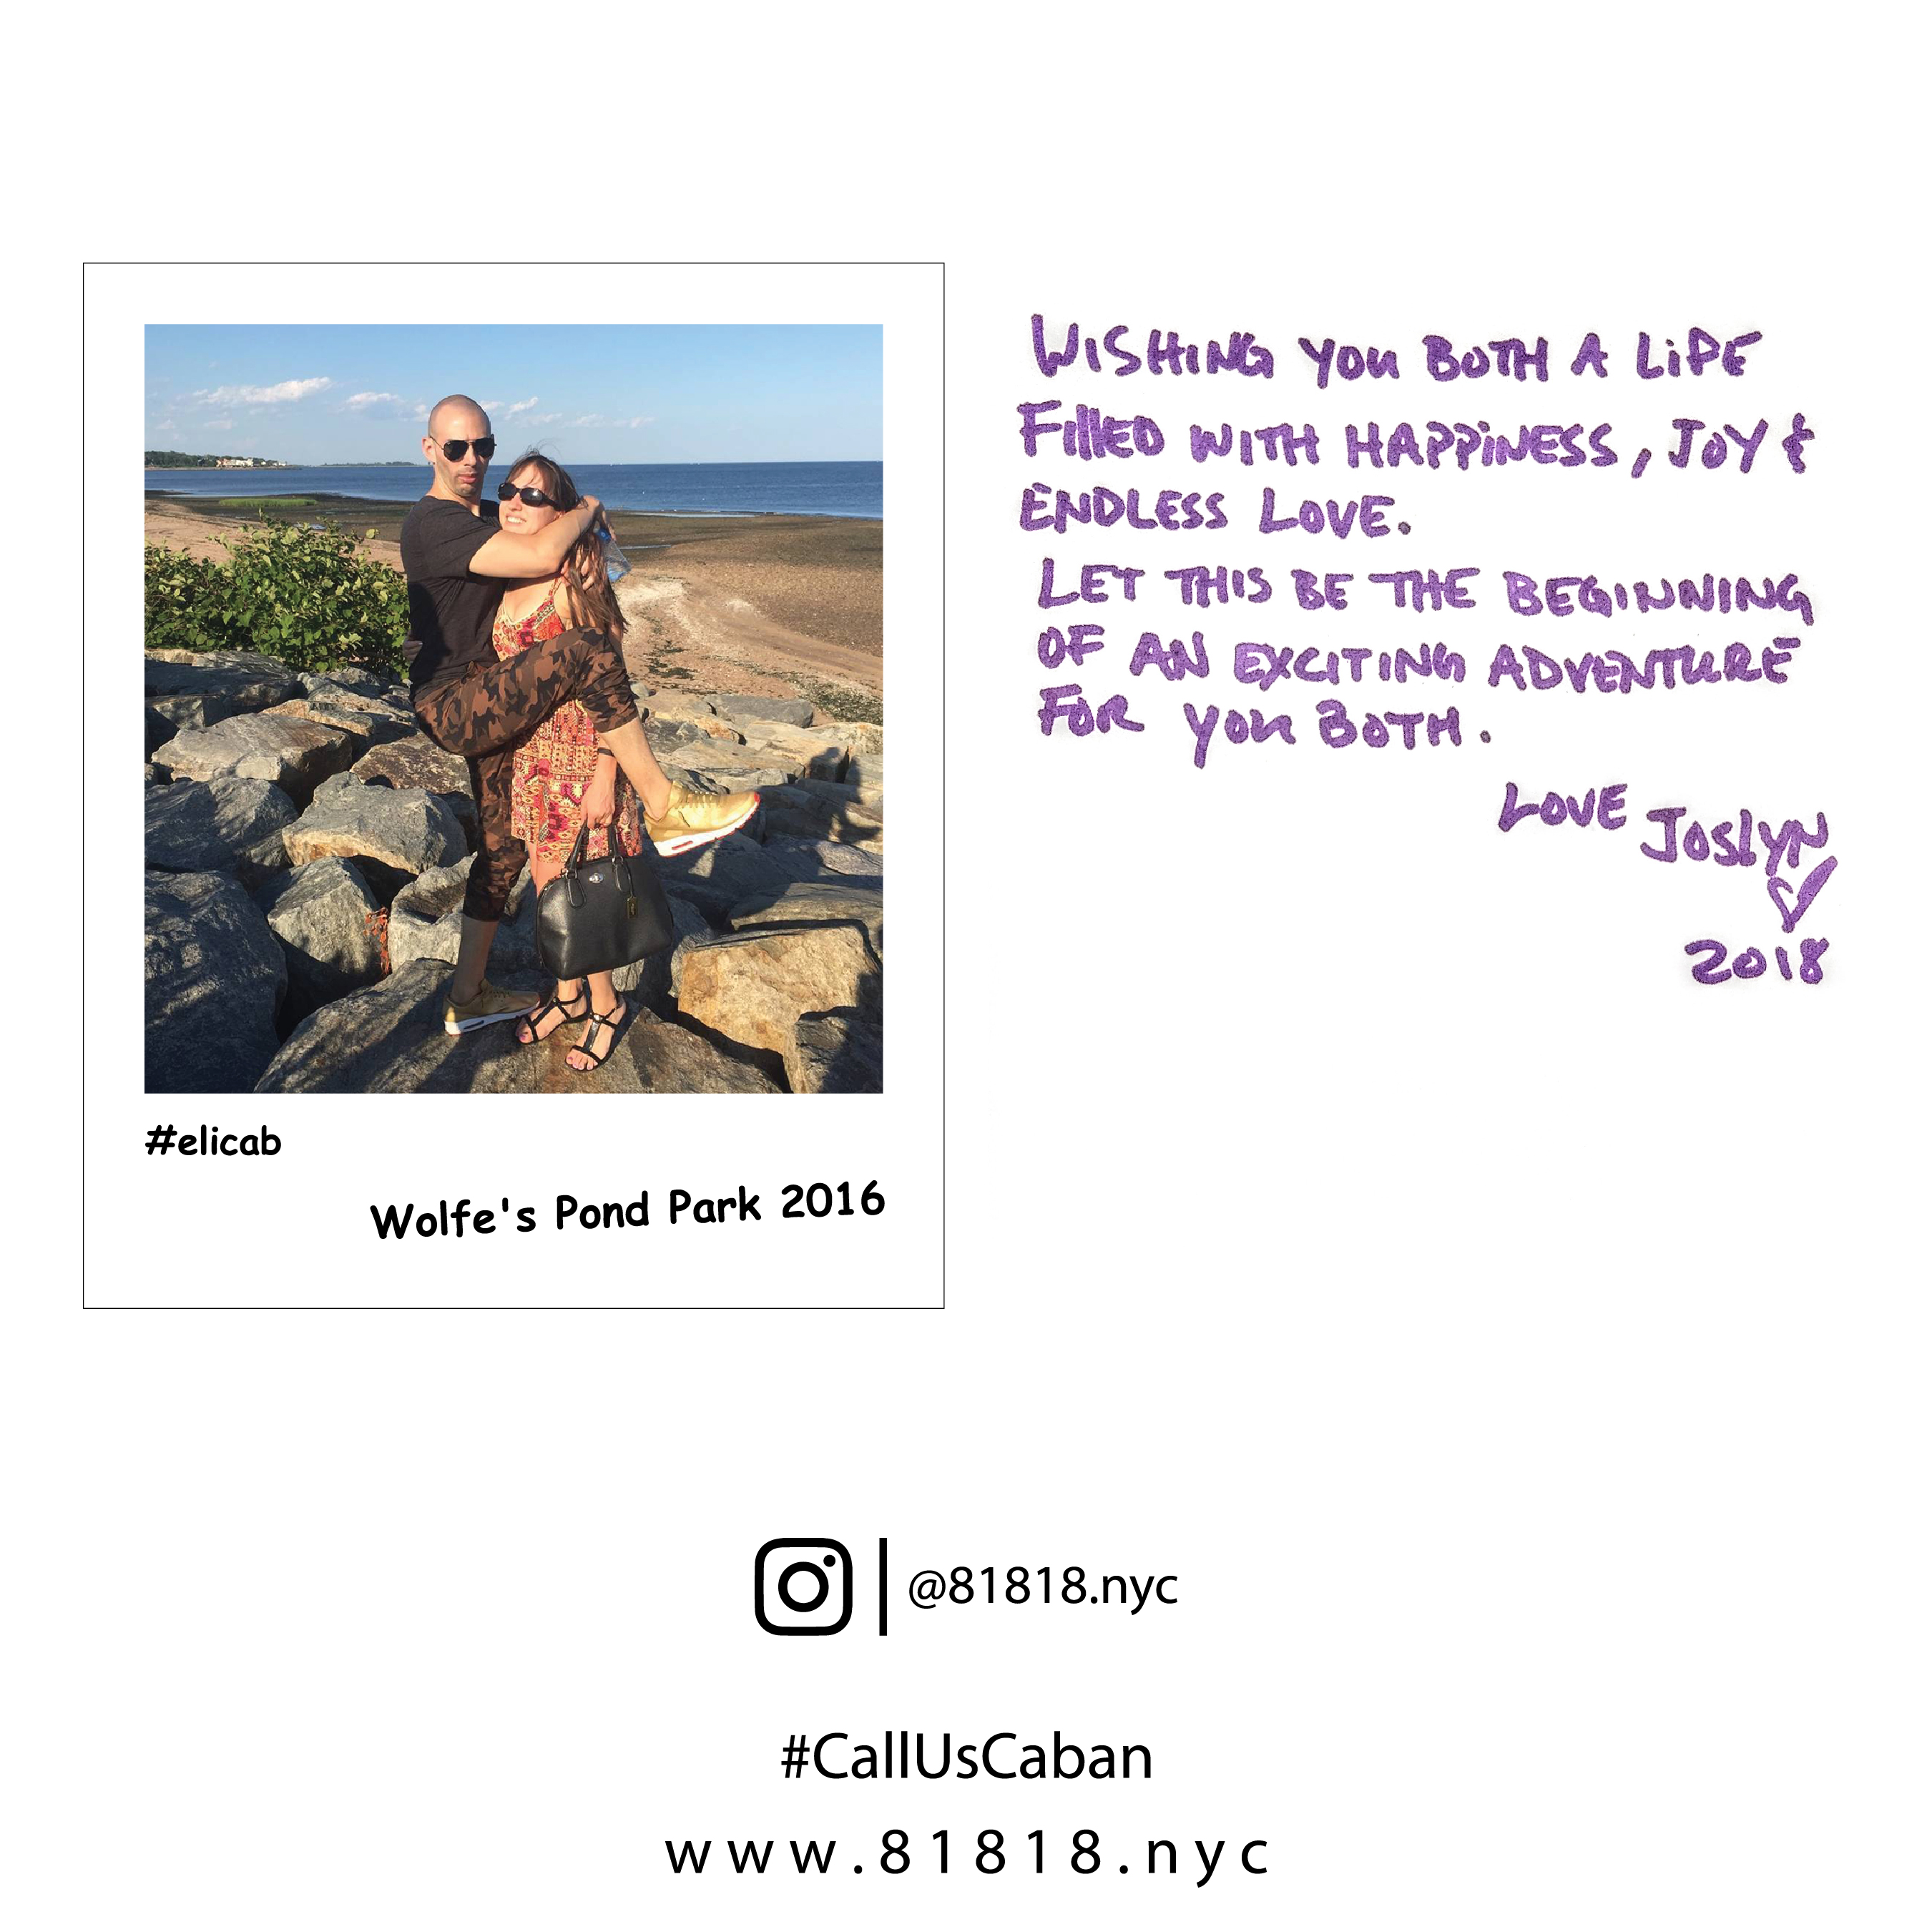 WISHING YOU BOTH A LIFE
FillED WITH HAPPINESS, JOY &
ENDLESS LOVE.
LET THIS BE THE BEGINNING
OF AN EXCITING ADVENTURE
FOR YOU BOTH.
LOVE JOSlYN
2018
#elicab
Wolfe's Pond Park 2016
@81818.nyc
#CallUsCaban
www.81818.nyc